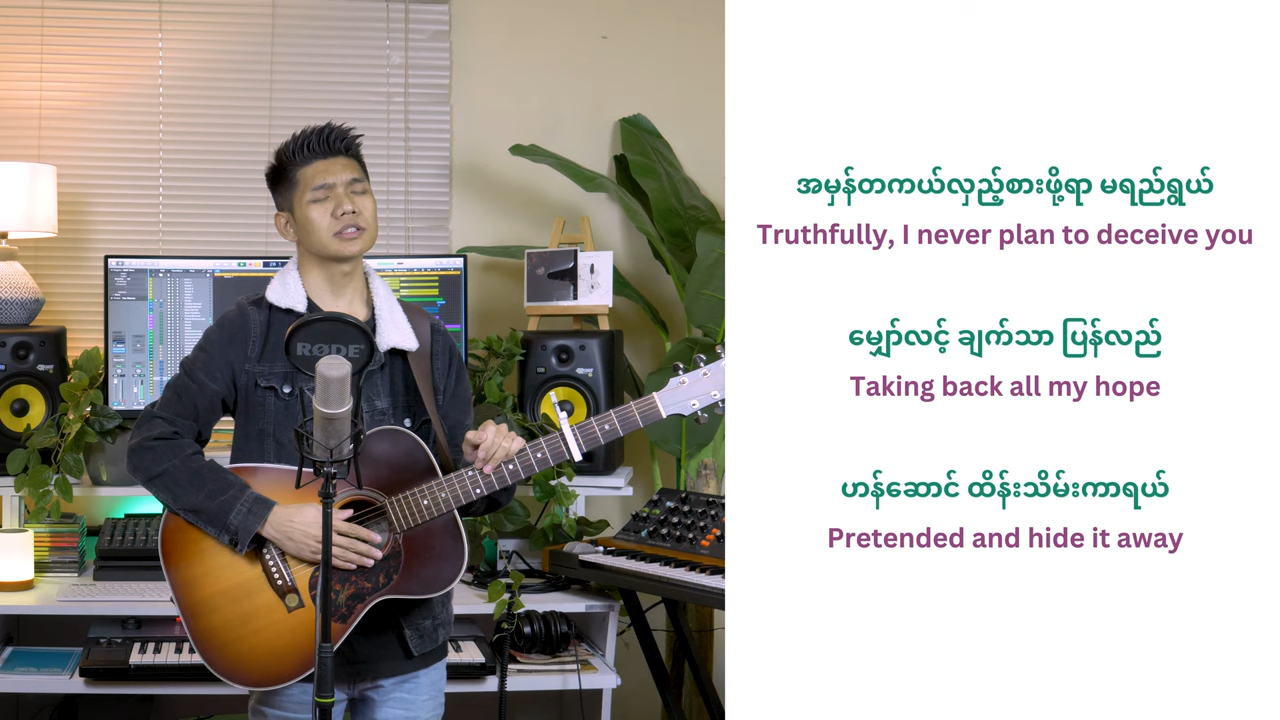 အမှန်တကယ်လှည့်စားဖို့ရာ မရည်ရွယ်
Truthfully, I never plan to deceive you
မျှော်လင့် ချက်သာ ပြန်လည်
Taking back all my hope
ဟန်ဆောင် ထိန်းသိမ်းကာရယ်
Pretended and hide it away
RØDE